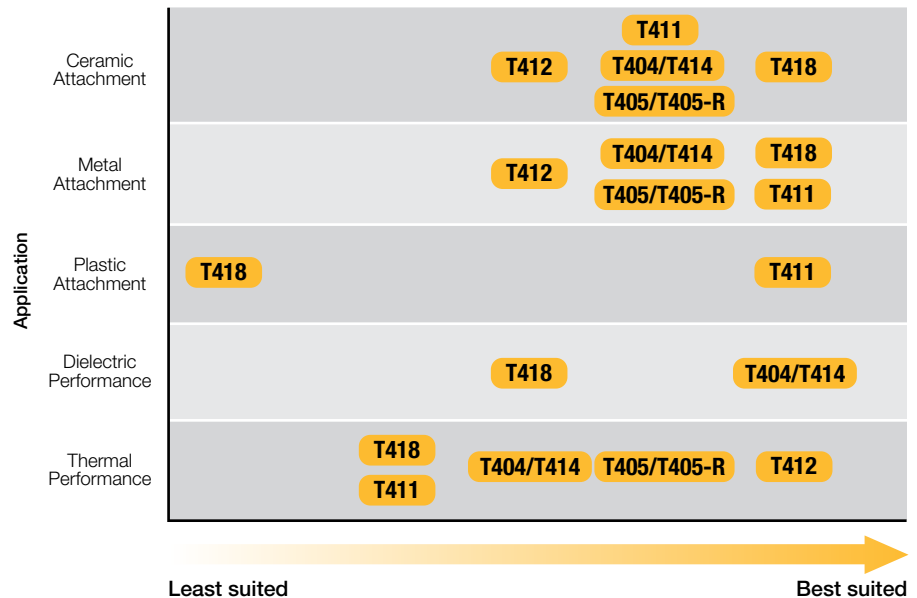 Application
Ceramic
Attachment
T411
T412
T404/T414
T418
T405/T405-R
Metal
Attachment
T412
T404/T414
T418
T405/T405-R
T411
Plastic
Attachment
T418
T411
Dielectric
Performance
T418
T404/T414
Thermal
Performance
T418
T411
T404/T414
T405/T405-R
T412
Least suited
Best suited